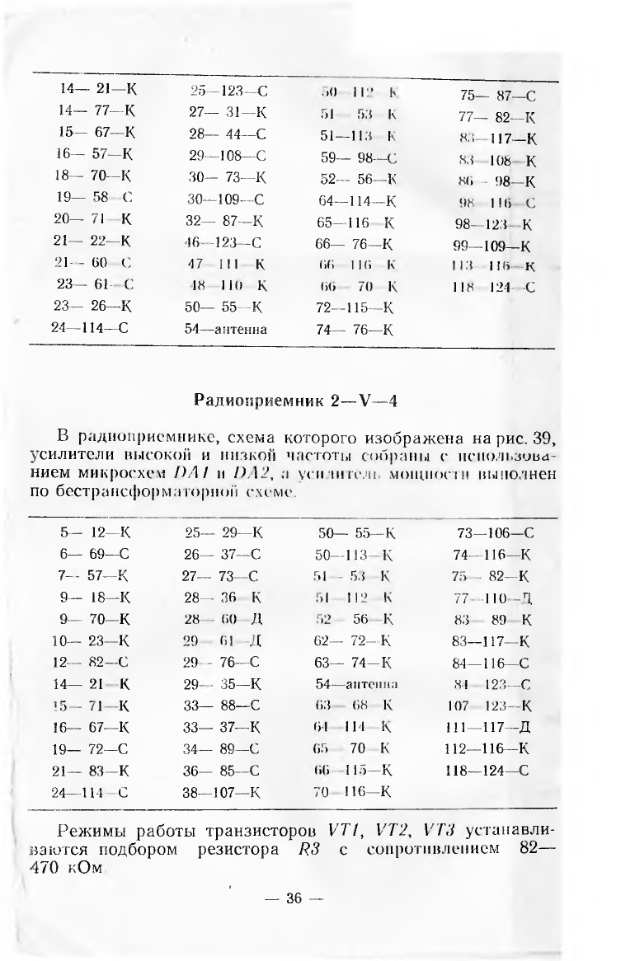 14— 21—К 25—123—С 50—112—К 75— 87—С
14— 77—К 27— 31—К 51— 53—К 77— 82—К
15— 67—К 28— 44—С 51—113—К 83—117—К
16— 57—К 29—108—С 59— 98—С 83—108—К
18— 70—К 30— 73—К 52— 56—К 86— 98—К
19— 58—С 30—109—С 64—114—К 98—116—С
20— 71—К 32— 87—К 65—116—К 98—123—К
21— 22—К 46—123—С 66— 76—К 99—109—К
21— 60—С 47—111—К 66—116—К 113—116—К
23— 61—С 48—110—К 66— 70—К 118—124—С
23— 26—К 50— 55—К 72—115—К
24—114—С 54—антенна 74— 76—К
Радиоприемник 2—V—4
В радиоприемнике, схема которого изображена на рис. 39,
усилители высокой и низкой частоты собраны с использова-
нием микросхем DA1 и DA2, а усилитель мощности выполнен
по бестрансформаторной схеме.
5— 12—К 25— 29—К 50— 55—К 73—106—С
6— 69—С 26— 37—С 50—113—К 74—116—К
7— 57—К 27— 73—С 51— 53—К 75— 82—К
9— 18—К 28— 36—К 51—112—К 77—110—Д
9— 70—К 28— 60—Д 52— 56—К 83— 89—К
10— 23—К 29— 61—Д 62— 72—К 83—117—К
12— 82—С 29— 76—С 63— 74—К 84—116—С
14— 21—К 29— 35—К 54—антенна 84—123—С
15— 71—К 33— 88—С 63— 68—К 107—123—К
16— 67—К 33— 37—К 64—114—К 111—117—Д
19— 72—С 34— 89—С 65— 70—К 112—116—К
21— 83—К 36— 85—С 66—115—К 118—124—С
24—114—С 38—107—К 70—116—К
Режимы работы транзисторов VT1, VT2, VT3 устанавли-
ваются подбором резистора R3 с сопротивлением 82—
470 кОм
— 36 —